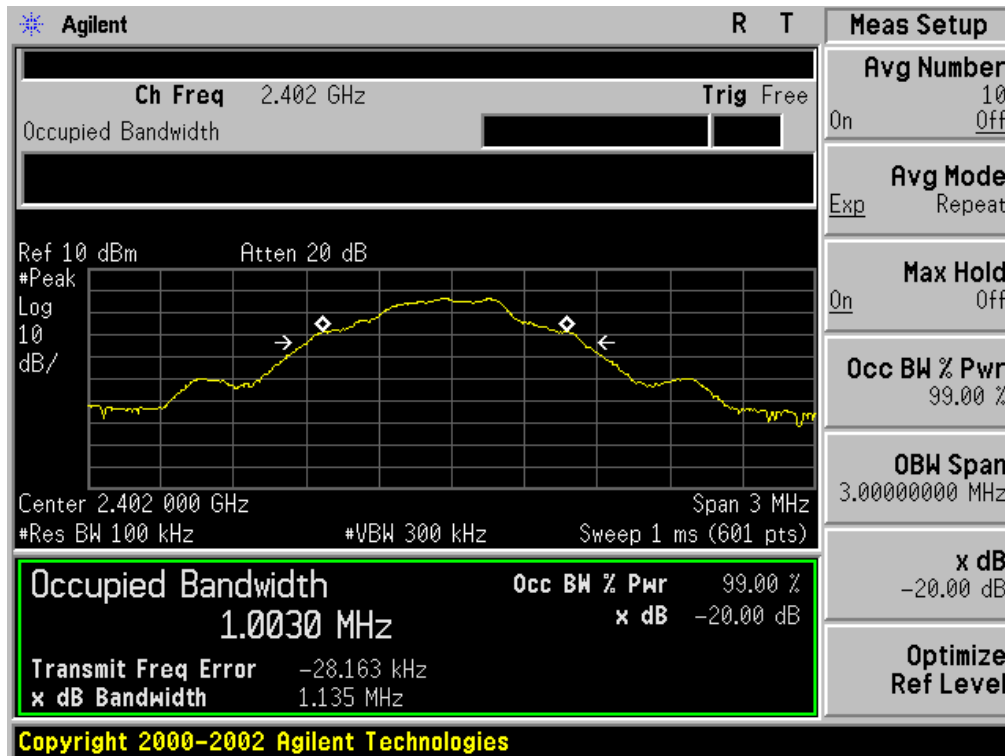 Agilent R T
Ch Freq 2.402 GHz Trig Free
Occupied Bandwidth
Ref 10 dBm Atten 20 dB
#Peak
Log
10
dB/
Center 2.402 000 GHz Span 3 MHz
#Res BW 100 kHz #VBW 300 kHz Sweep 1 ms (601 pts)
Occupied Bandwidth Occ BW % Pwr 99.00 %
1.0030 MHz x dB -20.00 dB
Transmit Freq Error -28.163 kHz
x dB Bandwidth 1.135 MHz
Copyright 2000-2002 Agilent Technologies
Meas Setup
Avg Number
10
On Off
Avg Mode
Exp Repeat
Max Hold
On Off
Occ BW % Pwr
99.00 %
OBW Span
3.00000000 MHz
x dB
-20.00 dB
Optimize
Ref Level